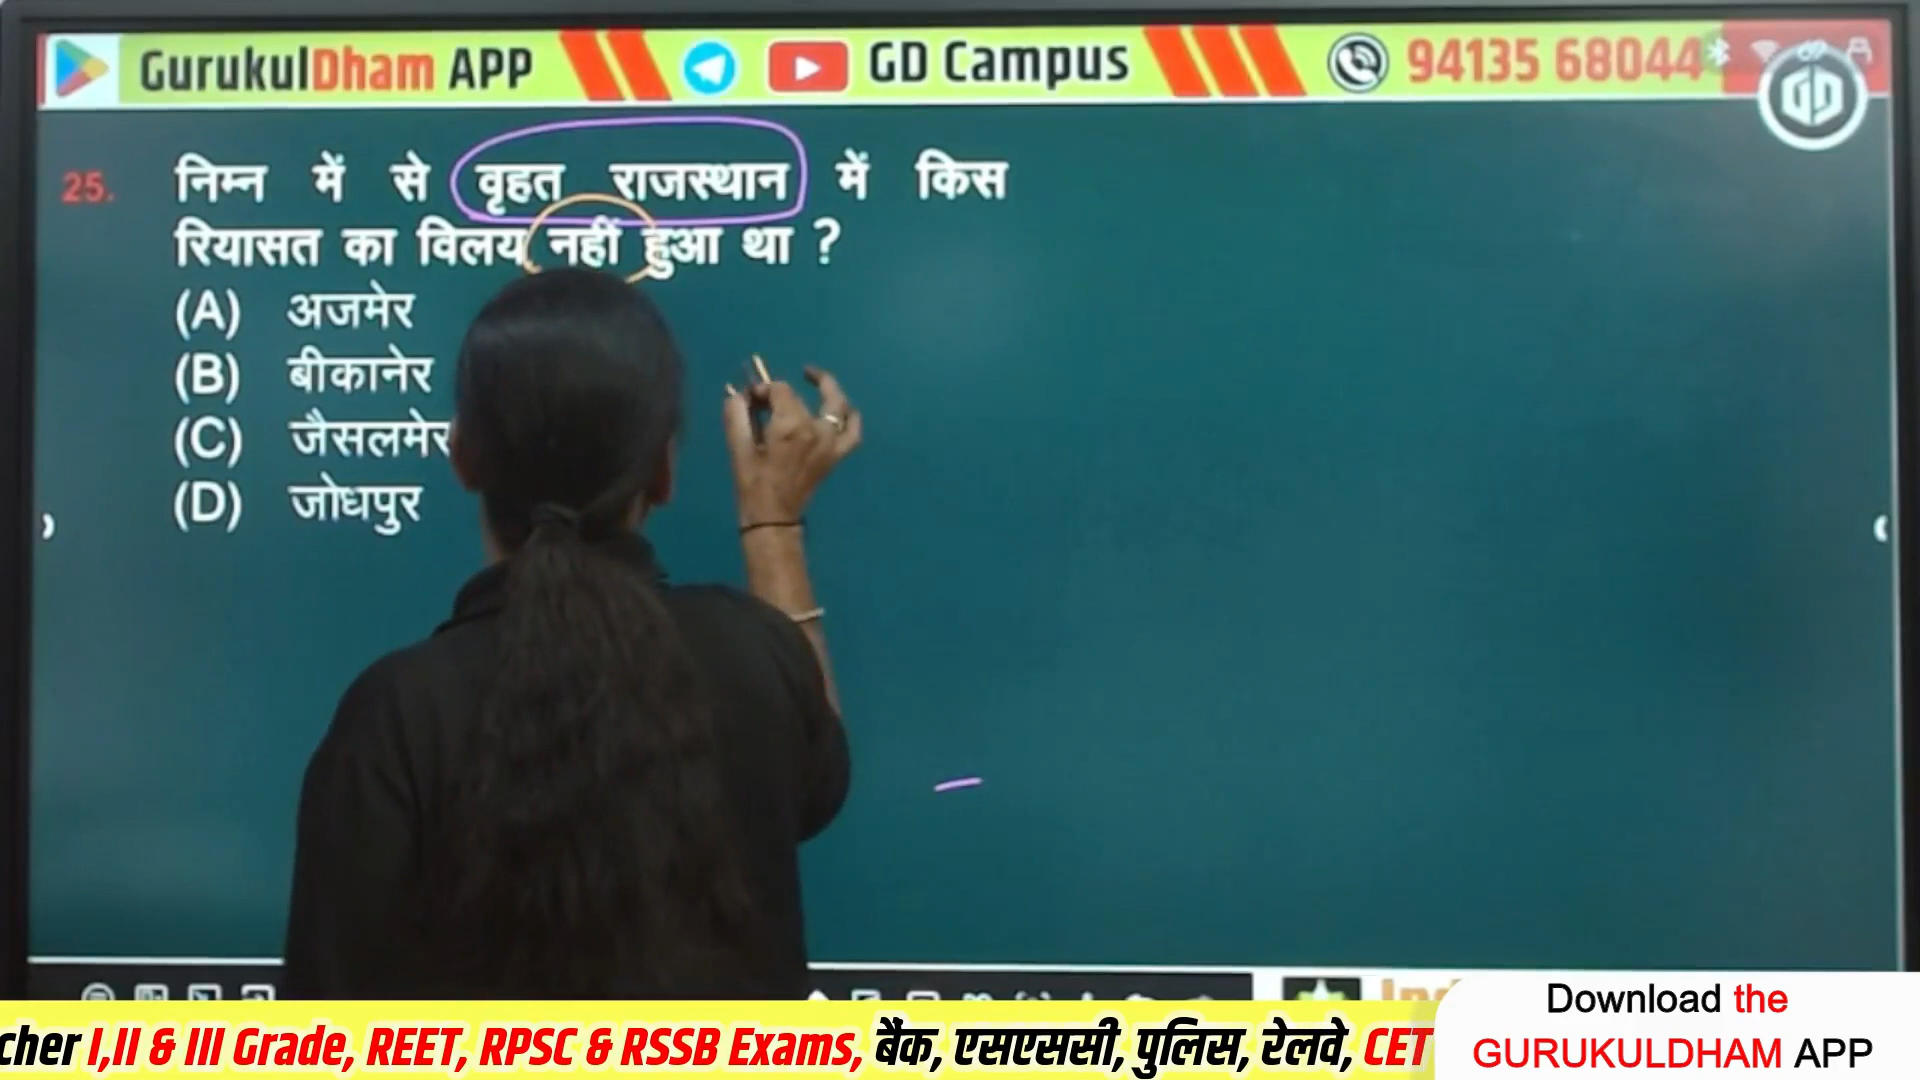 GurukulDham APP GD Campus 94135 68044
25. निम्न में से वृहत राजस्थान में किस
रियासत का विलय नहीं हुआ था ?
(A) अजमेर
(B) बीकानेर
(C) जैसलमेर
(D) जोधपुर
Download the
GURUKULDHAM APP
cher I,II & III Grade, REET, RPSC & RSSB Exams, बैंक, एसएससी, पुलिस, रेलवे, CET